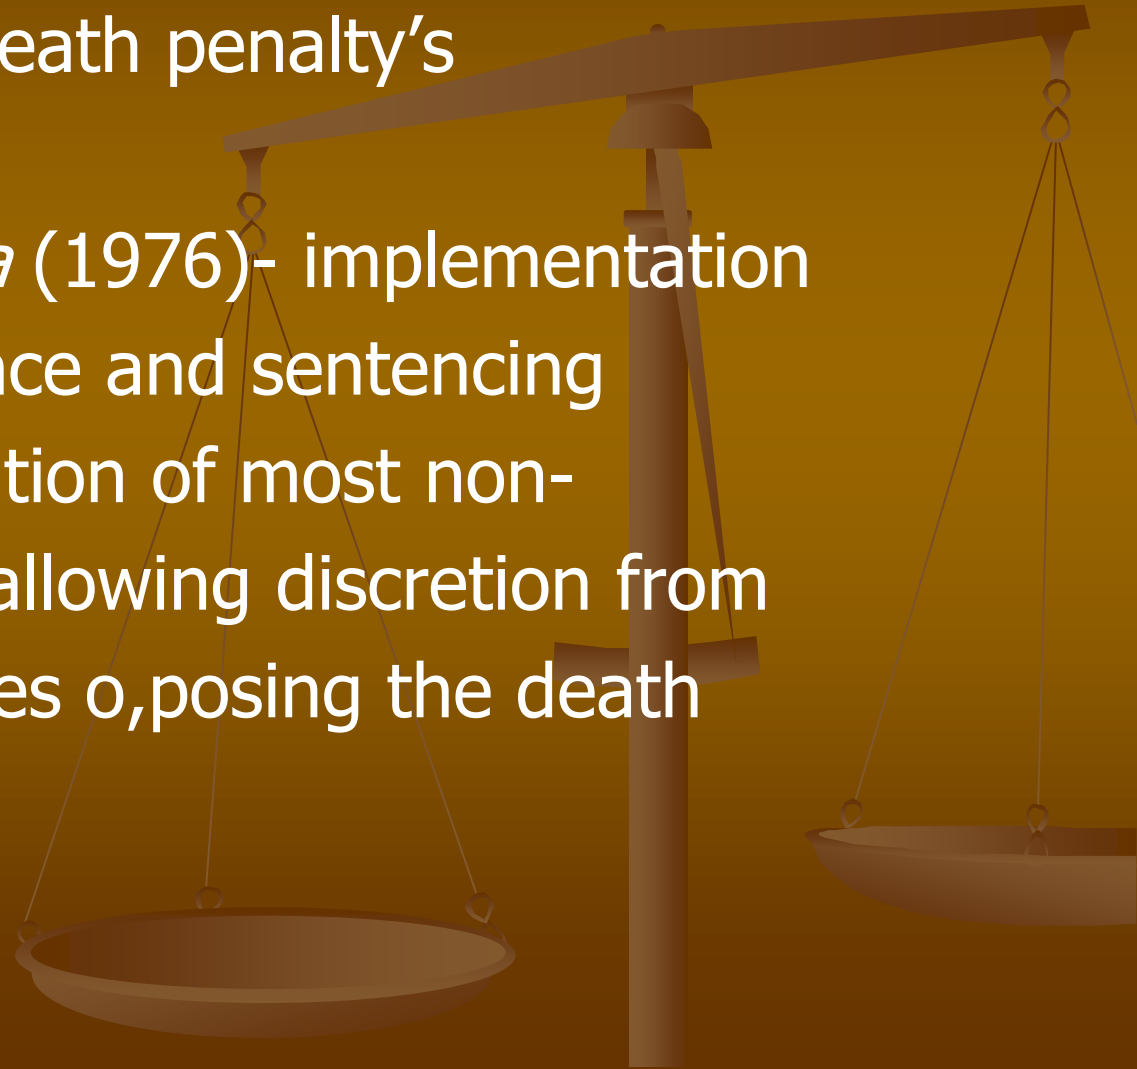 eath penalty’s
a (1976)- implementation
nce and sentencing
tion of most non-
allowing discretion from
es o,posing the death